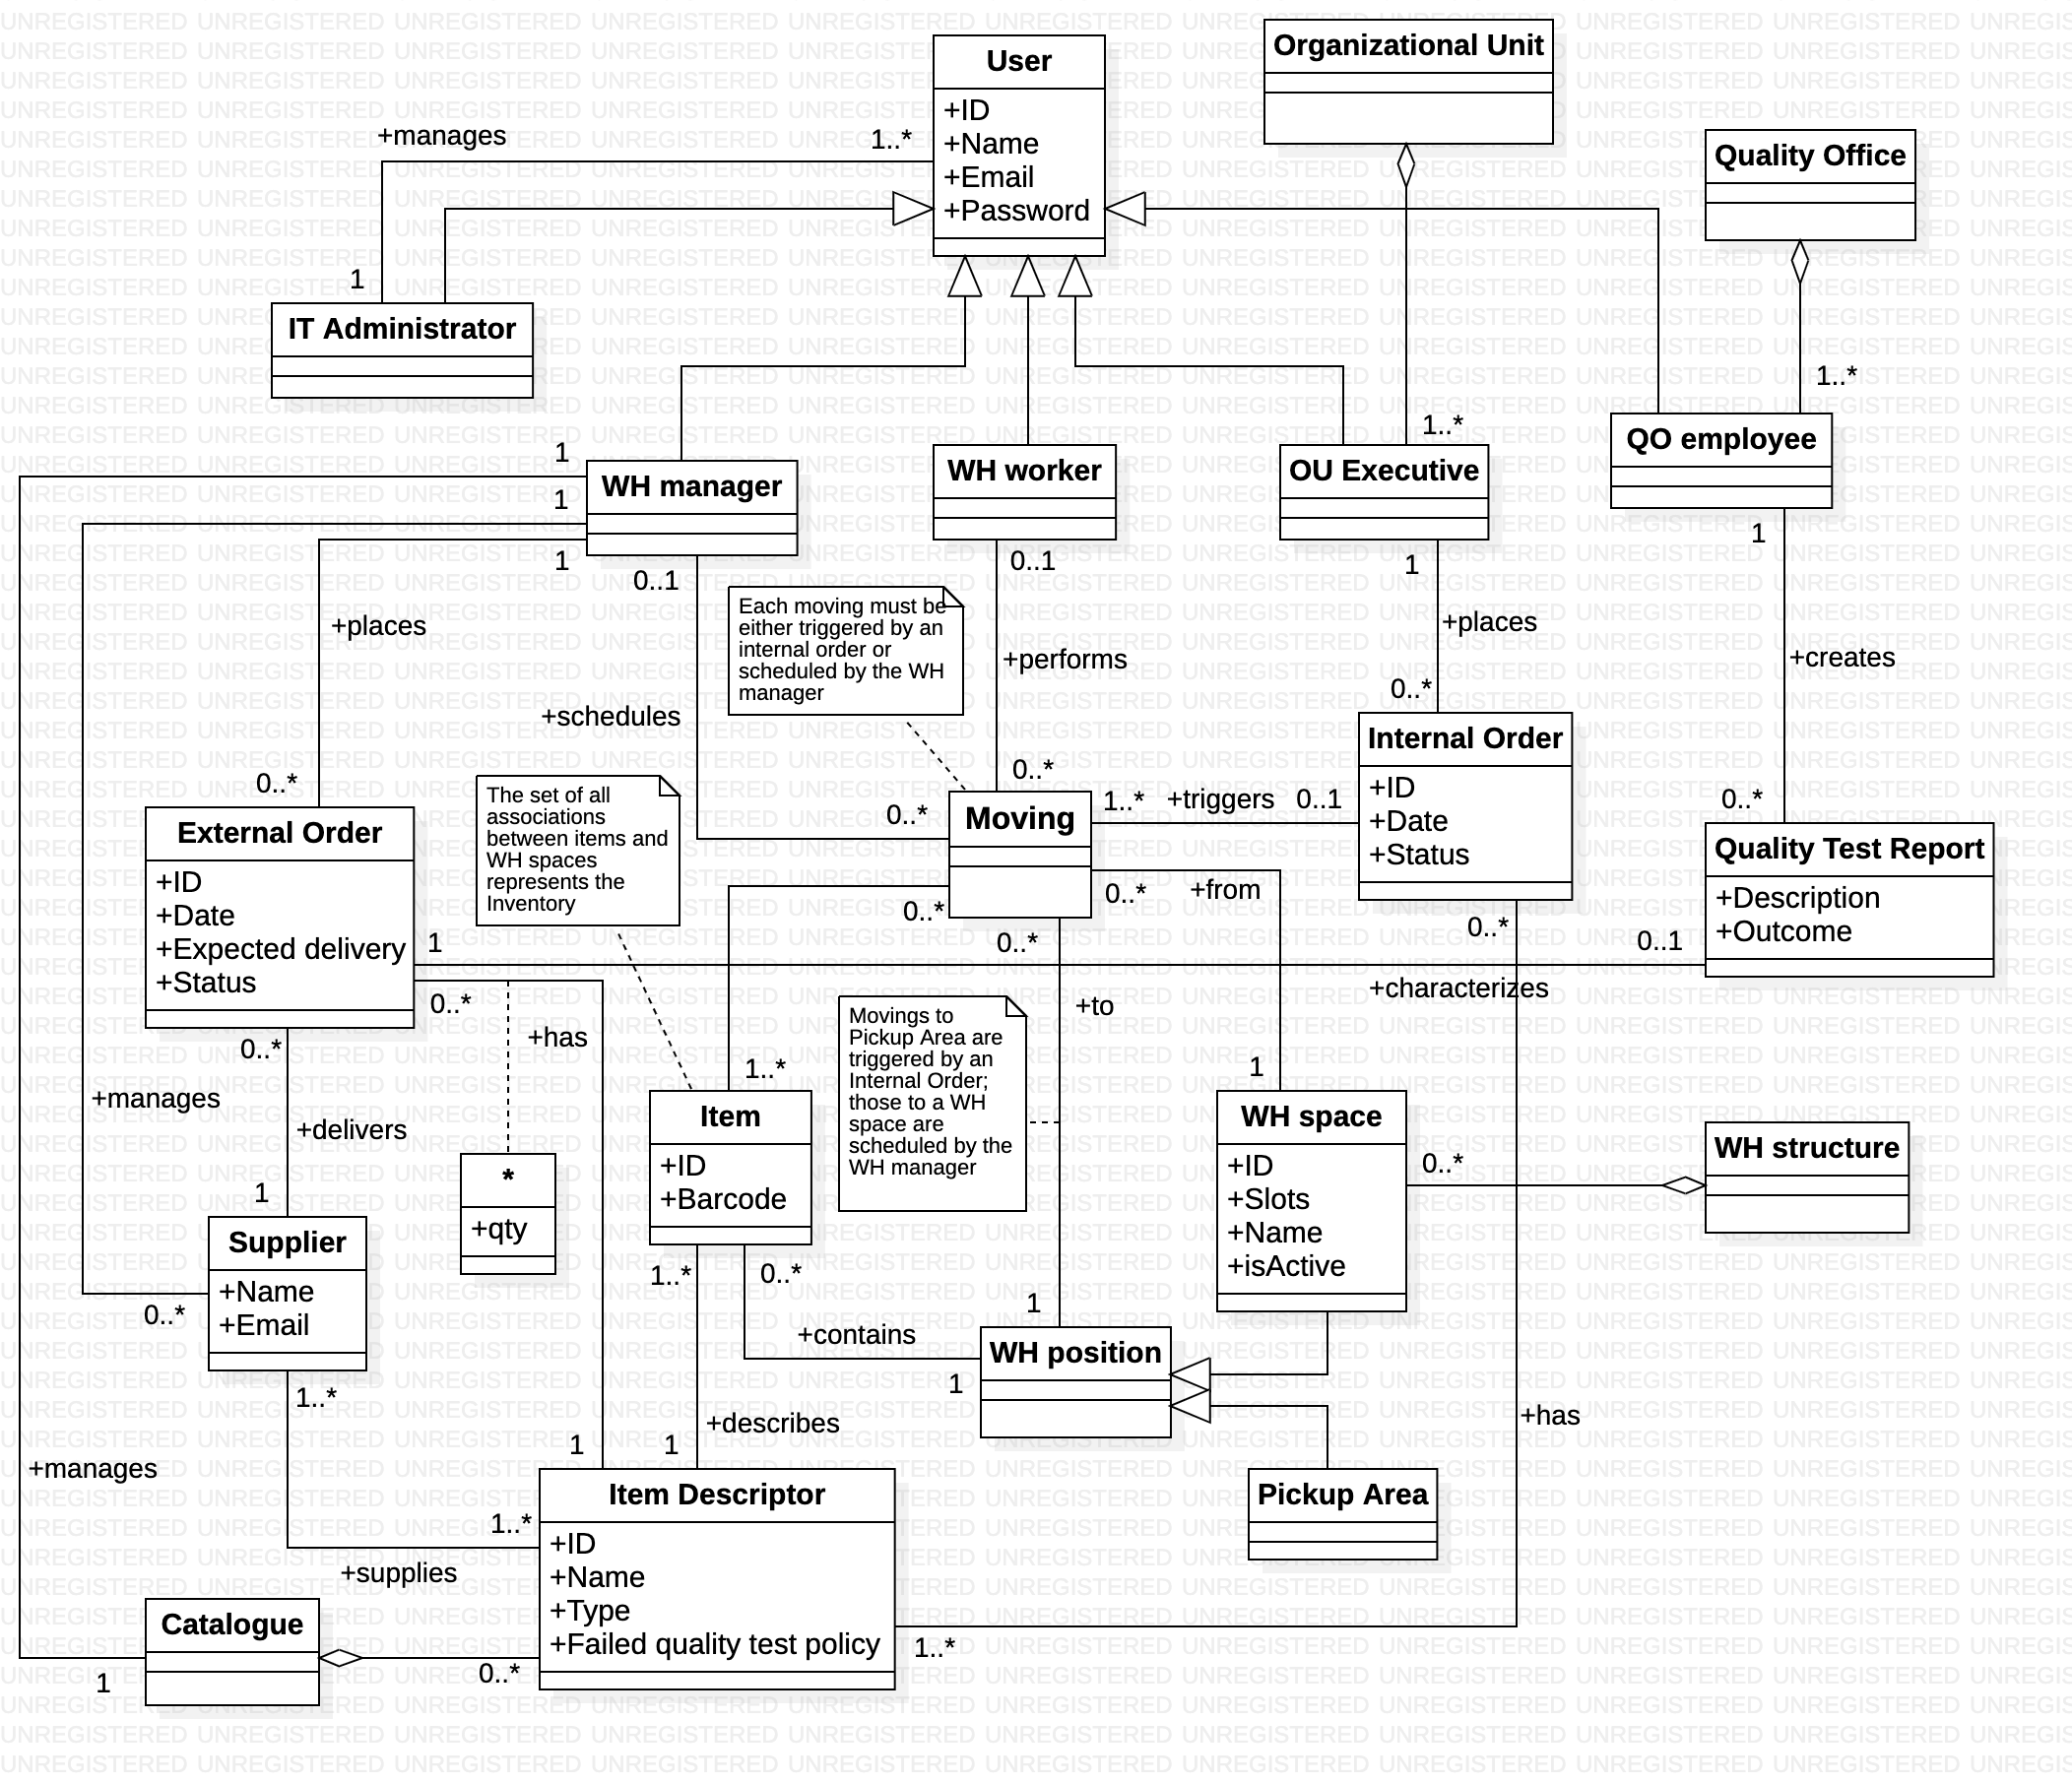 User
+ID
+Name
+Email
+Password
Organizational Unit
Quality Office
+manages
1..*
1
IT Administrator
1..*
1..*
WH manager
WH worker
OU Executive
QO employee
1
1
1
0..1
0..1
1
1
+places
+schedules
Each moving must be
either triggered by an
internal order or
scheduled by the WH
manager
+performs
+places
+creates
0..*
0..*
0..*
0..*
0..*
External Order
+ID
+Date
+Expected delivery
+Status
The set of all
associations
between items and
WH spaces
represents the
Inventory
Moving
1..*
+triggers
0..1
Internal Order
+ID
+Date
+Status
Quality Test Report
+Description
+Outcome
0..*
+from
0..*
0..*
0..*
1
0..1
+characterizes
0..*
+has
+to
0..*
+manages
+delivers
1
1..*
1
Movings to
Pickup Area are
triggered by an
Internal Order;
those to a WH
space are
scheduled by the
WH manager
*
+qty
Item
+ID
+Barcode
WH space
+ID
+Slots
+Name
+isActive
0..*
WH structure
Supplier
+Name
+Email
0..*
1..*
1..*
0..*
1
+contains
1
WH position
+describes
1
1
+has
Pickup Area
+manages
1..*
+supplies
Item Descriptor
+ID
+Name
+Type
+Failed quality test policy
1..*
Catalogue
1
0..*
UNREGISTERED